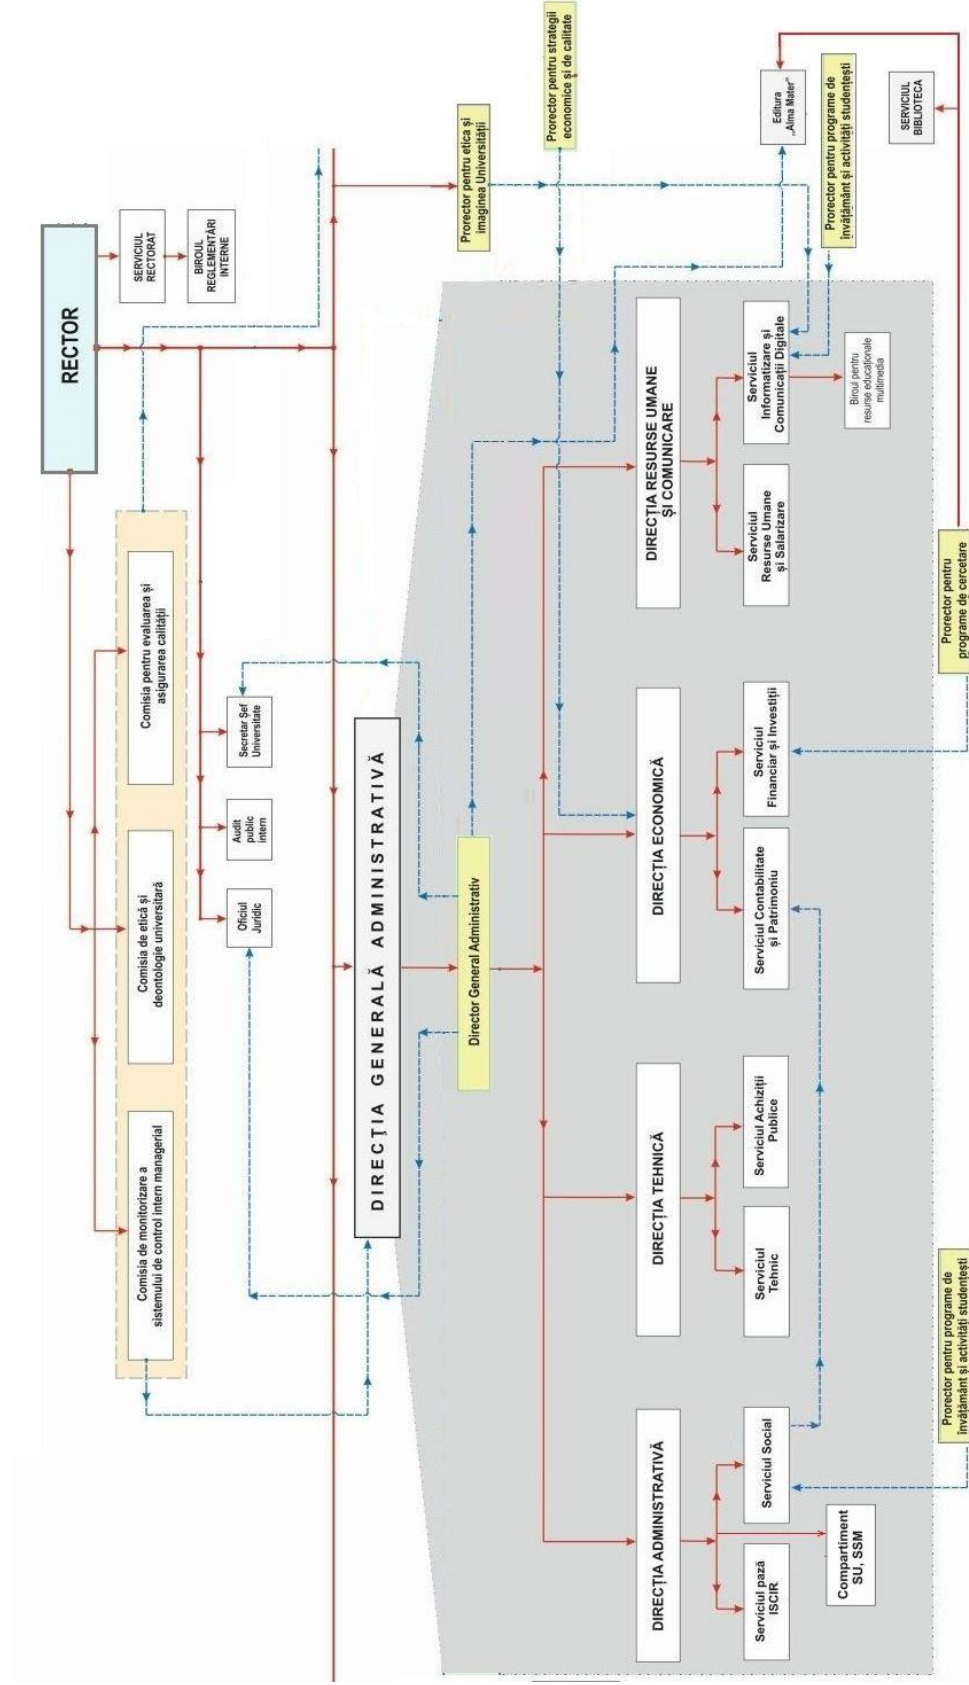 RECTOR
SERVICIUL
RECTORAT
BIROUL
REGLEMENTĂRI
INTERNE
Comisia de monitorizare a
sistemului de control intern managerial
Comisia de etică și
deontologie universitară
Comisia pentru evaluarea și
asigurarea calității
Oficiul
Juridic
Audit
public
intern
Secretar Șef
Universitate
DIRECȚIA GENERALĂ ADMINISTRATIVĂ
Director General Administrativ
Prorector pentru etica și
imaginea Universității
Prorector pentru strategii
economice și de calitate
DIRECȚIA ADMINISTRATIVĂ
DIRECȚIA TEHNICĂ
DIRECȚIA ECONOMICĂ
DIRECȚIA RESURSE UMANE
ȘI COMUNICARE
Serviciul pază
ISCIR
Serviciul Social
Serviciul
Tehnic
Serviciul Achiziții
Publice
Serviciul Contabilitate
și Patrimoniu
Serviciul
Financiar și Investiții
Serviciul
Resurse Umane
și Salarizare
Serviciul
Informatizare și
Comunicații Digitale
Editura
„Alma Mater"
Compartiment
SU, SSM
Biroul pentru
resurse educaționale
multimedia
Prorector pentru programe de
învățământ și activități studențești
SERVICIUL
BIBLIOTECA
Prorector pentru programe de
învățământ și activități studențești
Prorector pentru
programe de cercetare